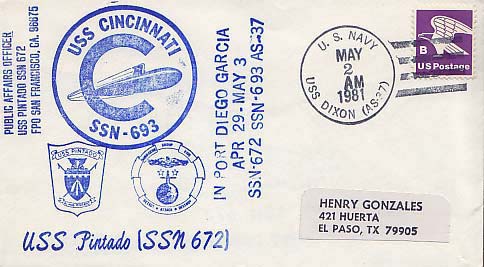 PUBLIC AFFAIRS OFFICER
USS PINTADO SSN 672
FPO SAN FRANCISCO, CA. 96675
USS CINCINNATI
SSN-693
IN PORT DIEGO GARCIA
APR 29-MAY 3
SSN-672 SSN-693 AS-37
U. S. NAVY
MAY
2
AM
1981
USS DIXON (AS-37)
B
US Postage
USS PINTADO
USS Pintado (SSN 672)
HENRY GONZALES
421 HUERTA
EL PASO, TX 79905